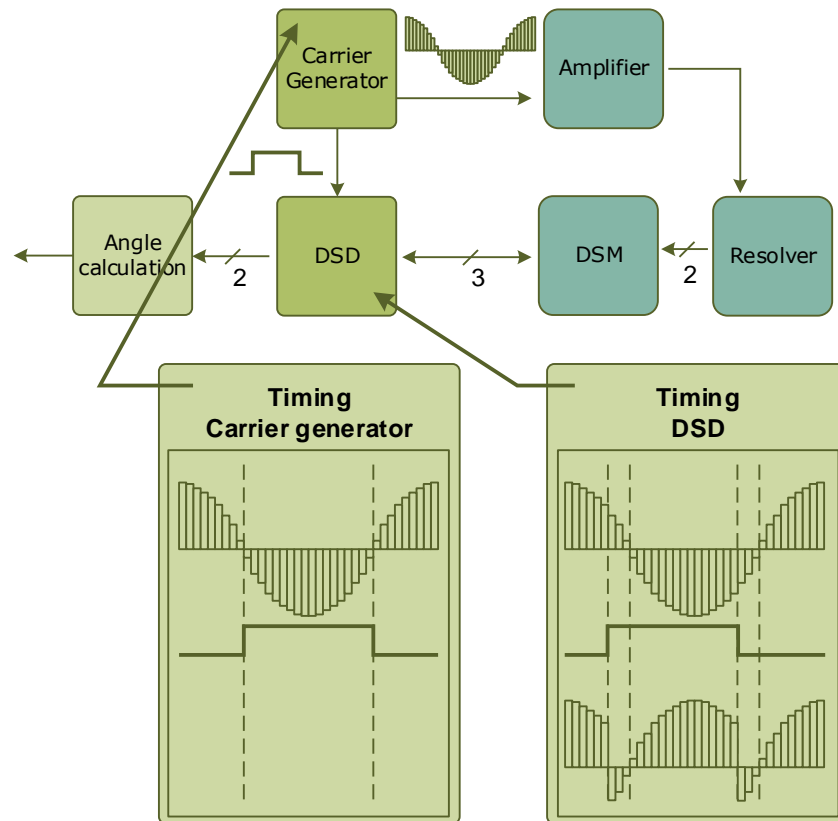 Carrier
Generator
Amplifier
Angle
calculation
2
DSD
3
DSM
2
Resolver
Timing
Carrier generator
Timing
DSD